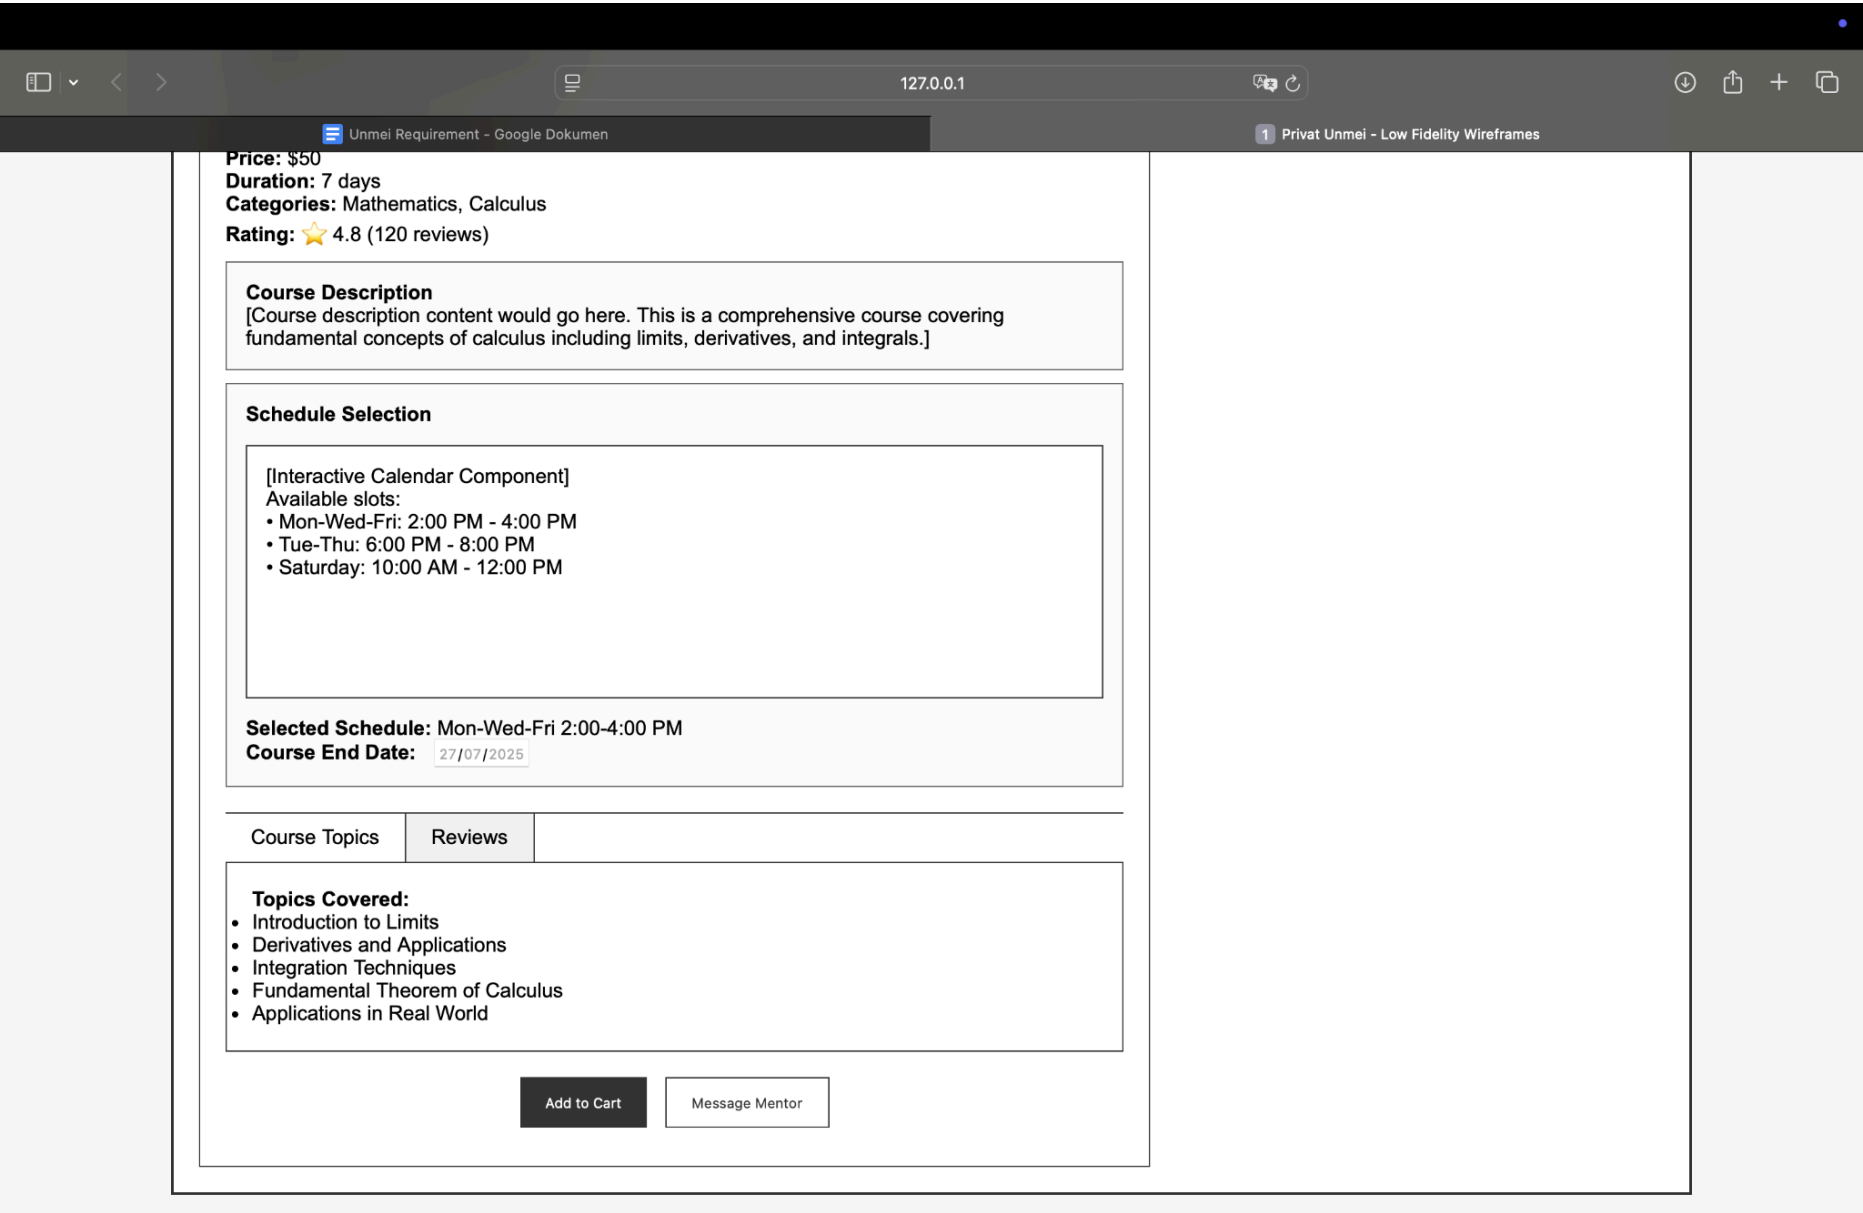 127.0.0.1
Unmei Requirement - Google Dokumen
1 Privat Unmei - Low Fidelity Wireframes
Price: $50
Duration: 7 days
Categories: Mathematics, Calculus
Rating: ⭐ 4.8 (120 reviews)
Course Description
[Course description content would go here. This is a comprehensive course covering
fundamental concepts of calculus including limits, derivatives, and integrals.]
Schedule Selection
[Interactive Calendar Component]
Available slots:
• Mon-Wed-Fri: 2:00 PM - 4:00 PM
• Tue-Thu: 6:00 PM - 8:00 PM
• Saturday: 10:00 AM - 12:00 PM
Selected Schedule: Mon-Wed-Fri 2:00-4:00 PM
Course End Date: 27/07/2025
Course Topics
Reviews
Topics Covered:
• Introduction to Limits
• Derivatives and Applications
• Integration Techniques
• Fundamental Theorem of Calculus
• Applications in Real World
Add to Cart
Message Mentor